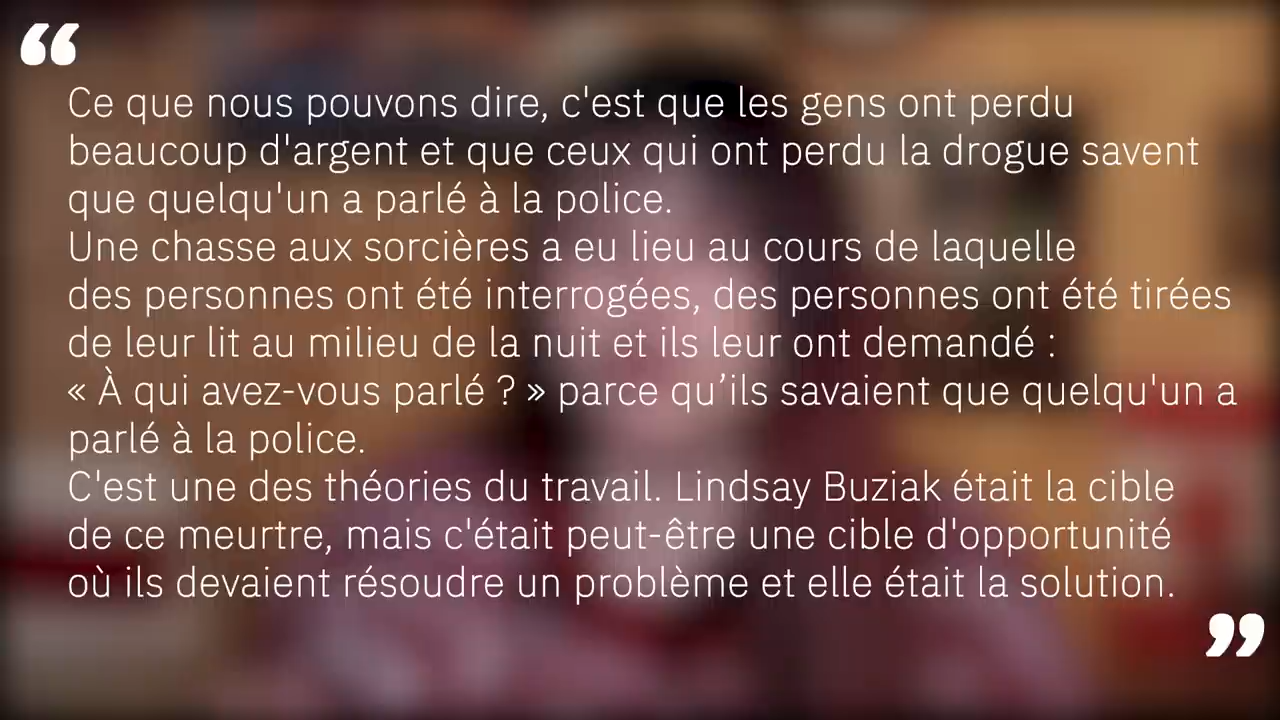 “
Ce que nous pouvons dire, c'est que les gens ont perdu
beaucoup d'argent et que ceux qui ont perdu la drogue savent
que quelqu'un a parlé à la police.
Une chasse aux sorcières a eu lieu au cours de laquelle
des personnes ont été interrogées, des personnes ont été tirées
de leur lit au milieu de la nuit et ils leur ont demandé :
« À qui avez-vous parlé ? » parce qu’ils savaient que quelqu'un a
parlé à la police.
C'est une des théories du travail. Lindsay Buziak était la cible
de ce meurtre, mais c'était peut-être une cible d'opportunité
où ils devaient résoudre un problème et elle était la solution.
”